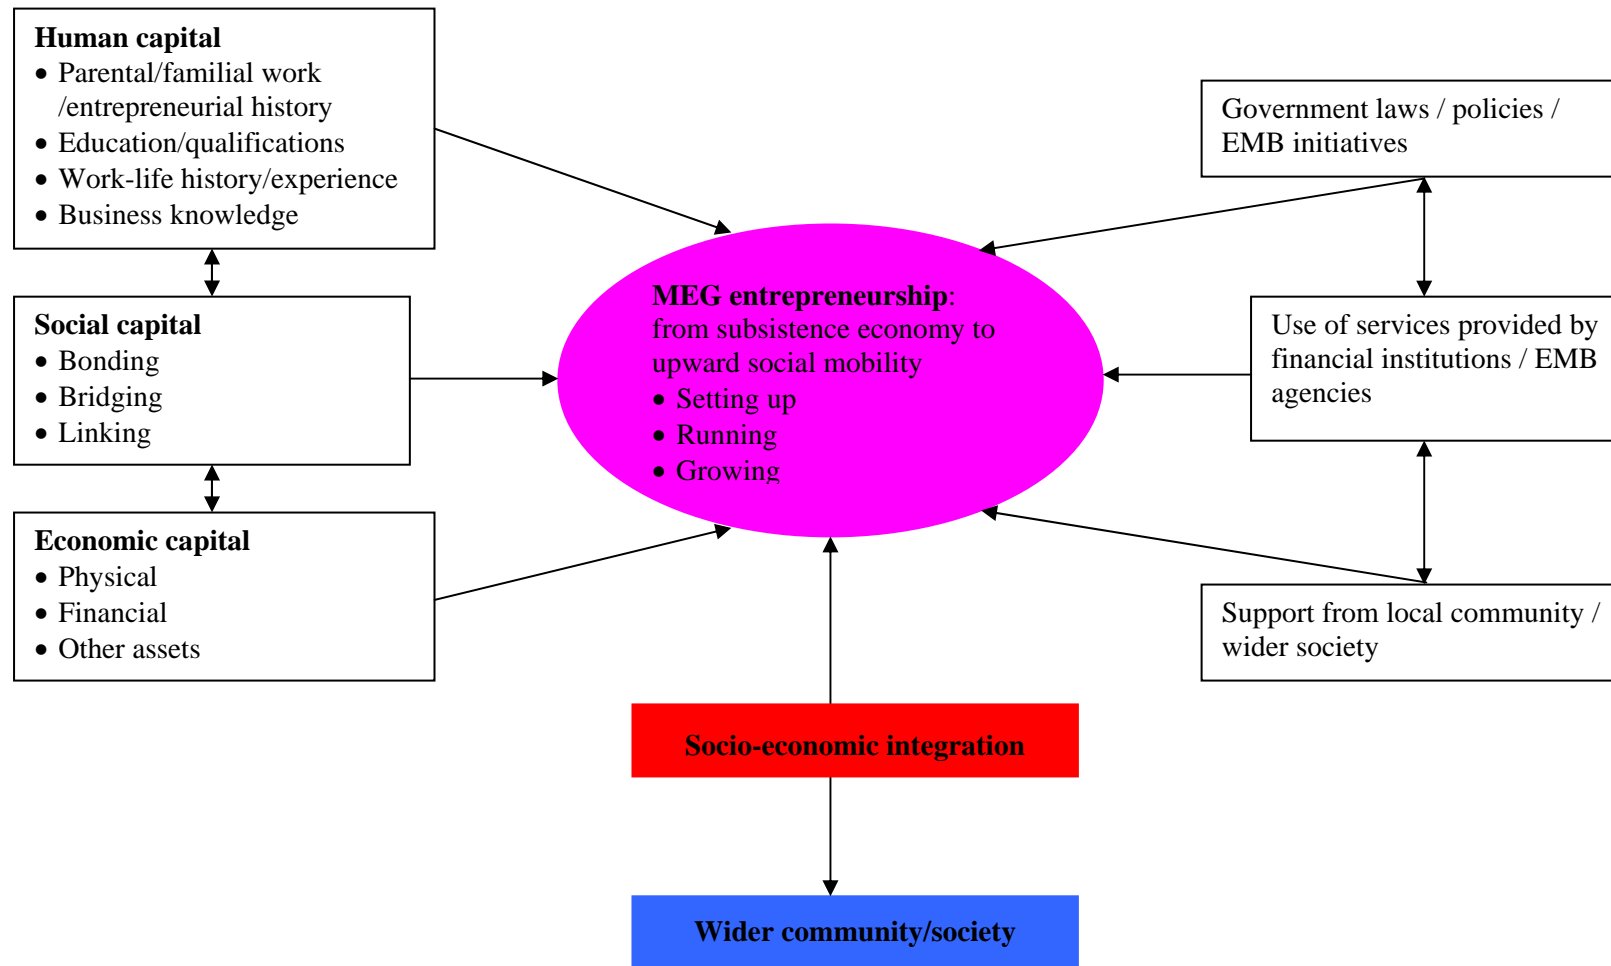 Human capital
• Parental/familial work
/entrepreneurial history
• Education/qualifications
• Work-life history/experience
• Business knowledge
Social capital
• Bonding
• Bridging
• Linking
Economic capital
• Physical
• Financial
• Other assets
MEG entrepreneurship:
from subsistence economy to
upward social mobility
• Setting up
• Running
• Growing
Government laws / policies /
EMB initiatives
Use of services provided by
financial institutions / EMB
agencies
Support from local community /
wider society
Socio-economic integration
Wider community/society